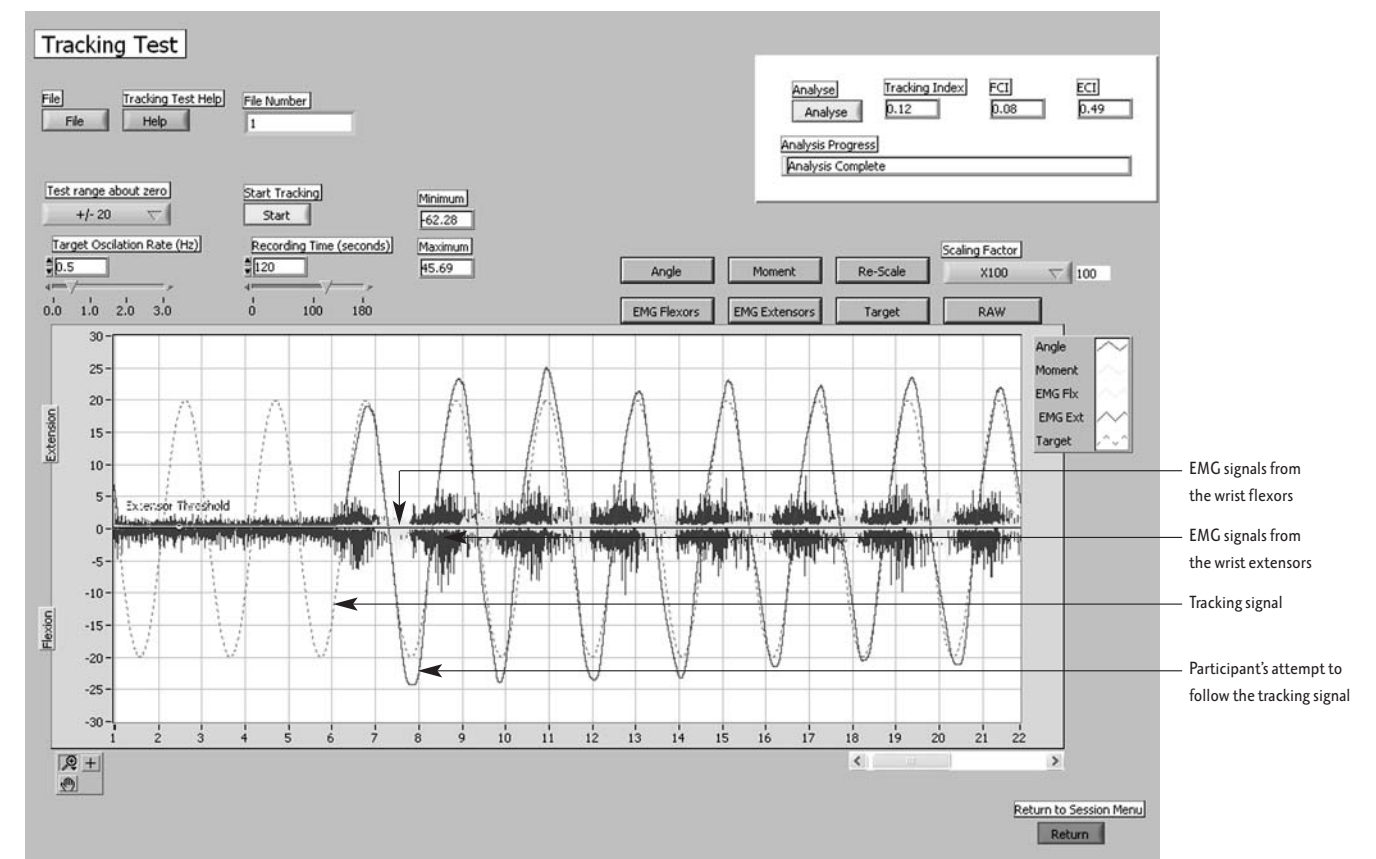 Tracking Test
File
Tracking Test Help
File Number
File
Help
1
Analyse
Tracking Index
FCI
ECI
Analyse
0.12
0.08
0.49
Analysis Progress
Analysis Complete
Test range about zero
+/- 20
Start Tracking
Start
Minimum
-62.28
Target Oscilation Rate (Hz)
0.5
0.0 1.0 2.0 3.0
Recording Time (seconds)
120
0 100 180
Maximum
45.69
Scaling Factor
Angle
Moment
Re-Scale
X100
100
EMG Flexors
EMG Extensors
Target
RAW
30
25
20
15
10
5
0
-5
-10
-15
-20
-25
-30
Extension
Flexion
Extensor Threshold
1 2 3 4 5 6 7 8 9 10 11 12 13 14 15 16 17 18 19 20 21 22
Angle
Moment
EMG Flx
EMG Ext
Target
EMG signals from
the wrist flexors
EMG signals from
the wrist extensors
Tracking signal
Participant's attempt to
follow the tracking signal
Return to Session Menu
Return